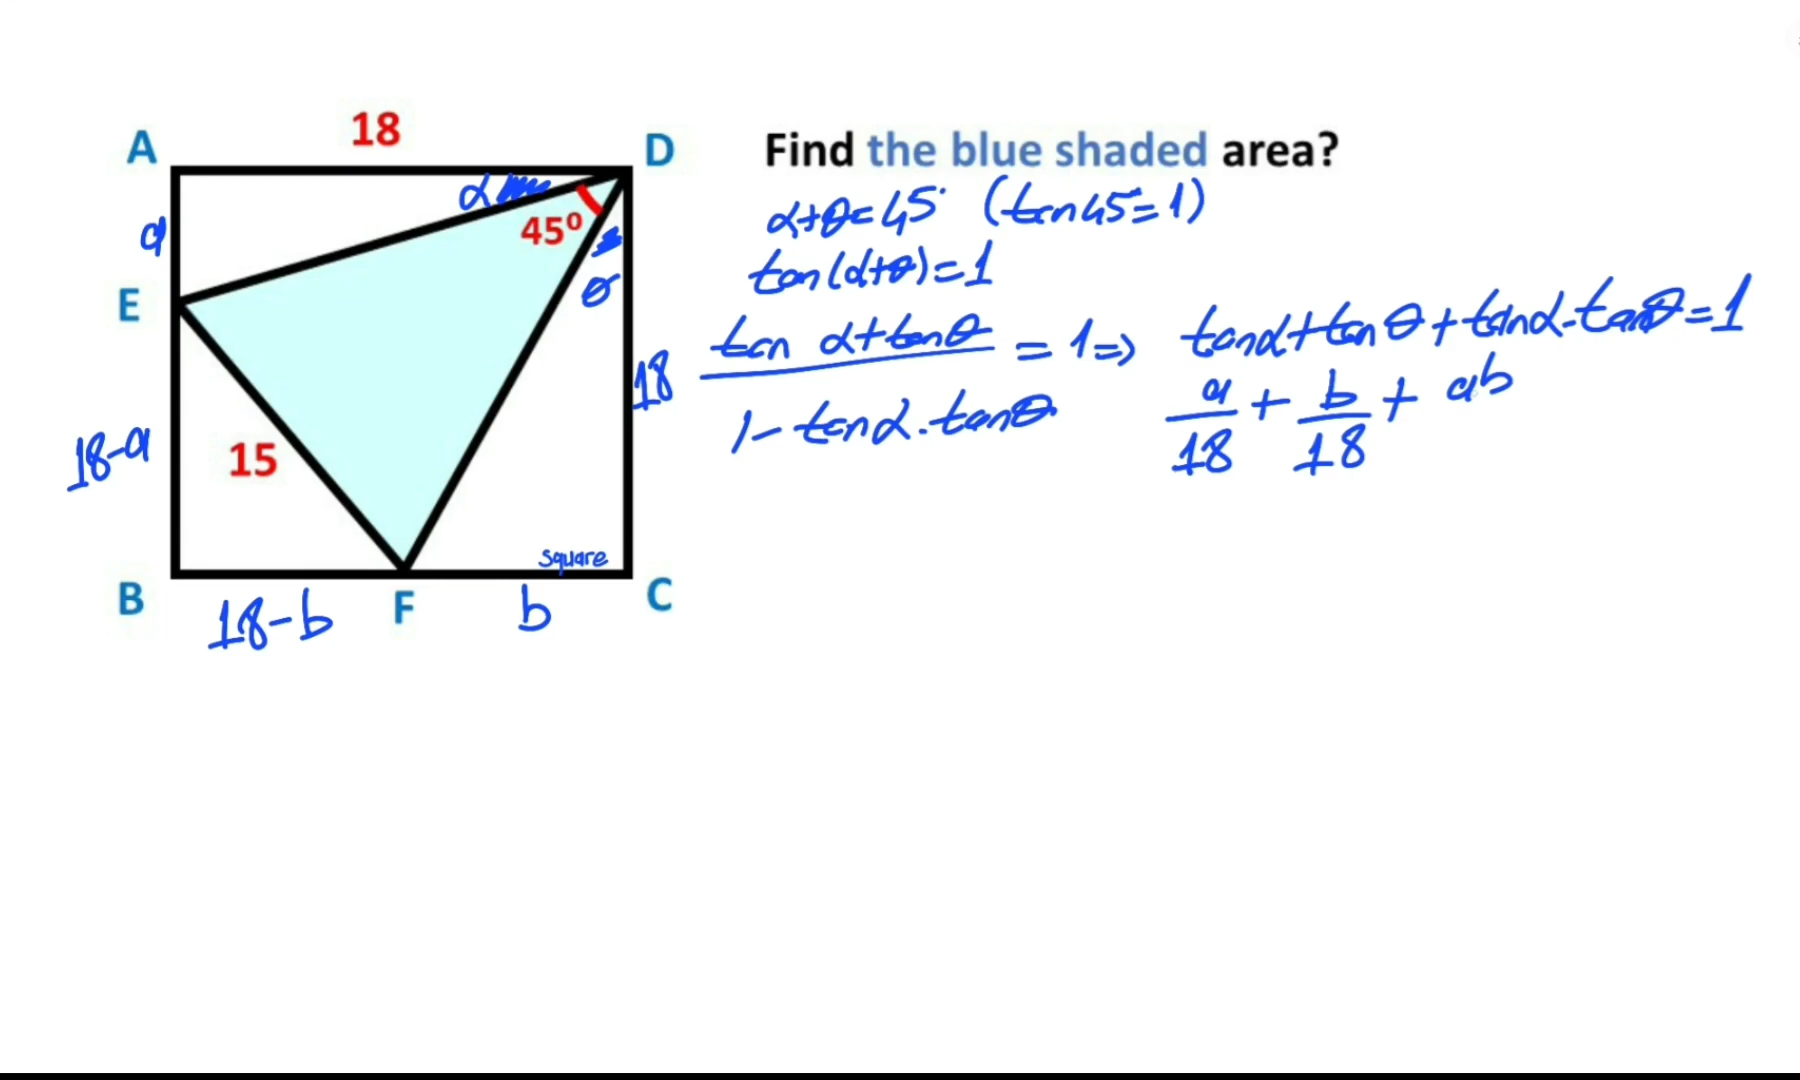 18
A
D
Find the blue shaded area?
α
α+θ=45° (tan45=1)
a
45º
tan(α+θ)=1
E
θ
tan α+tanθ
1-tanα.tanθ
= 1 ⇒ tanα+tanθ+tanα.tanθ=1
18
a/18 + b/18 + ab
18-a
15
square
B
18-b
F
b
C